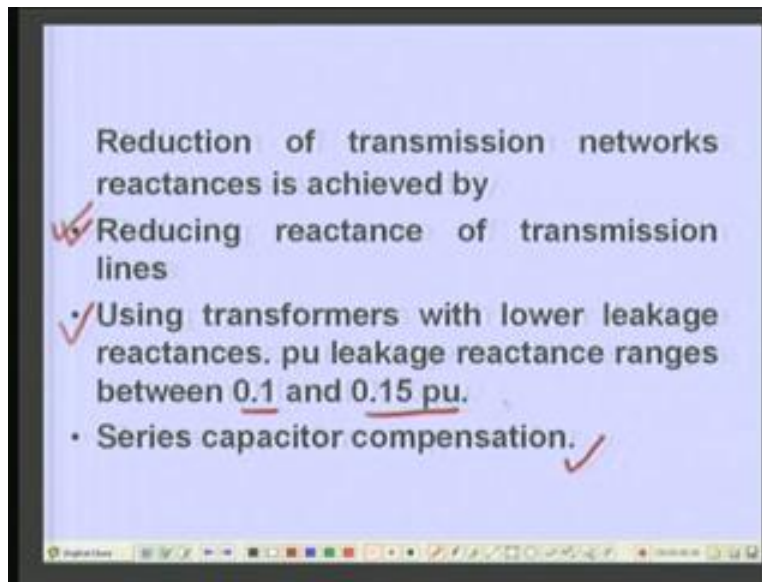 Reduction of transmission networks
reactances is achieved by
• Reducing reactance of transmission
lines
• Using transformers with lower leakage
reactances. pu leakage reactance ranges
between 0.1 and 0.15 pu.
• Series capacitor compensation.